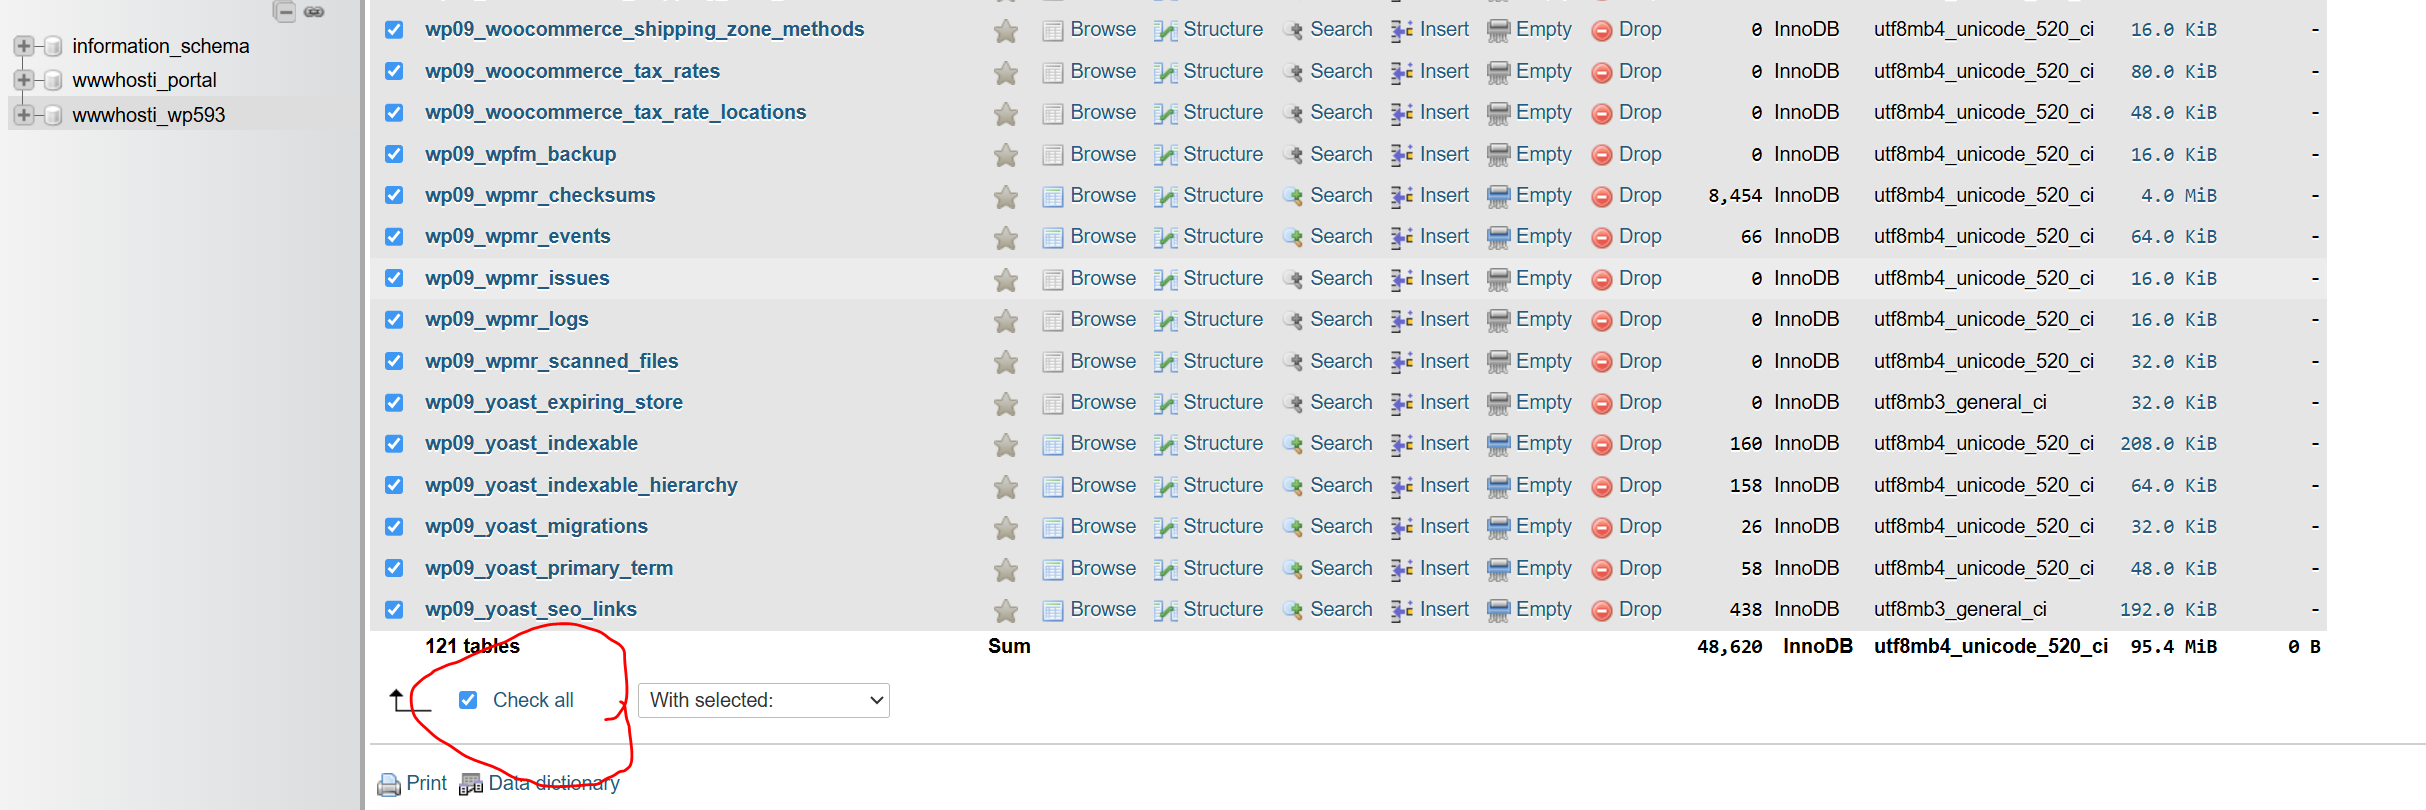 information_schema
wwwhosti_portal
wwwhosti_wp593
wp09_woocommerce_shipping_zone_methods Browse Structure Search Insert Empty Drop 0 InnoDB utf8mb4_unicode_520_ci 16.0 KiB -
wp09_woocommerce_tax_rates Browse Structure Search Insert Empty Drop 0 InnoDB utf8mb4_unicode_520_ci 80.0 KiB -
wp09_woocommerce_tax_rate_locations Browse Structure Search Insert Empty Drop 0 InnoDB utf8mb4_unicode_520_ci 48.0 KiB -
wp09_wpfm_backup Browse Structure Search Insert Empty Drop 0 InnoDB utf8mb4_unicode_520_ci 16.0 KiB -
wp09_wpmr_checksums Browse Structure Search Insert Empty Drop 8,454 InnoDB utf8mb4_unicode_520_ci 4.0 MiB -
wp09_wpmr_events Browse Structure Search Insert Empty Drop 66 InnoDB utf8mb4_unicode_520_ci 64.0 KiB -
wp09_wpmr_issues Browse Structure Search Insert Empty Drop 0 InnoDB utf8mb4_unicode_520_ci 16.0 KiB -
wp09_wpmr_logs Browse Structure Search Insert Empty Drop 0 InnoDB utf8mb4_unicode_520_ci 16.0 KiB -
wp09_wpmr_scanned_files Browse Structure Search Insert Empty Drop 0 InnoDB utf8mb4_unicode_520_ci 32.0 KiB -
wp09_yoast_expiring_store Browse Structure Search Insert Empty Drop 0 InnoDB utf8mb3_general_ci 32.0 KiB -
wp09_yoast_indexable Browse Structure Search Insert Empty Drop 160 InnoDB utf8mb4_unicode_520_ci 208.0 KiB -
wp09_yoast_indexable_hierarchy Browse Structure Search Insert Empty Drop 158 InnoDB utf8mb4_unicode_520_ci 64.0 KiB -
wp09_yoast_migrations Browse Structure Search Insert Empty Drop 26 InnoDB utf8mb4_unicode_520_ci 32.0 KiB -
wp09_yoast_primary_term Browse Structure Search Insert Empty Drop 58 InnoDB utf8mb4_unicode_520_ci 48.0 KiB -
wp09_yoast_seo_links Browse Structure Search Insert Empty Drop 438 InnoDB utf8mb3_general_ci 192.0 KiB -
121 tables Sum 48,620 InnoDB utf8mb4_unicode_520_ci 95.4 MiB 0 B
Check all With selected:
Print Data dictionary